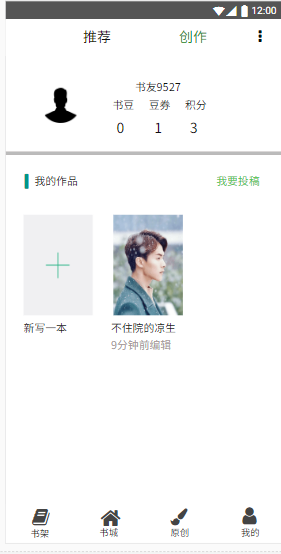 12:00
推荐 创作
书友9527
书豆 豆券 积分
0 1 3
我的作品 我要投稿
新写一本 不住院的凉生
9分钟前编辑
书架 书城 原创 我的